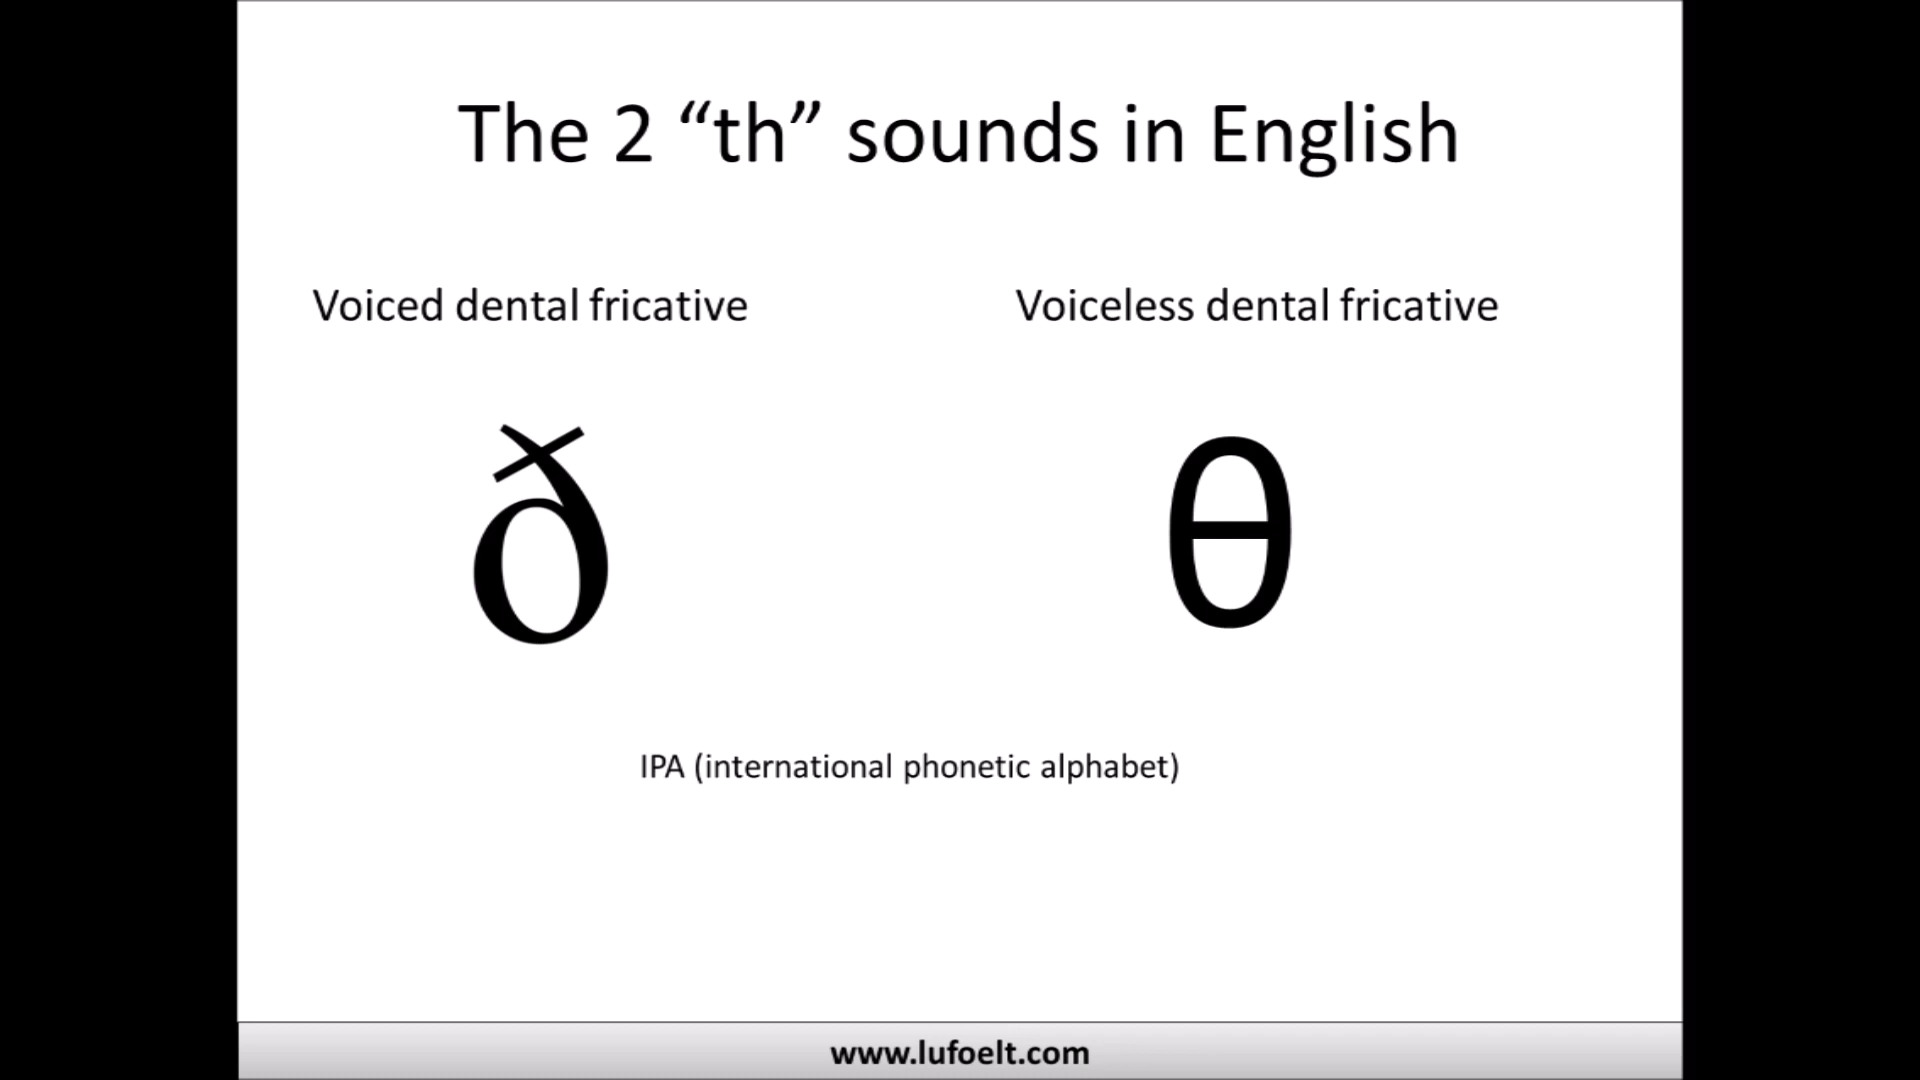 The 2 “th” sounds in English
Voiced dental fricative
Voiceless dental fricative
ð
θ
IPA (international phonetic alphabet)
www.lufoelt.com